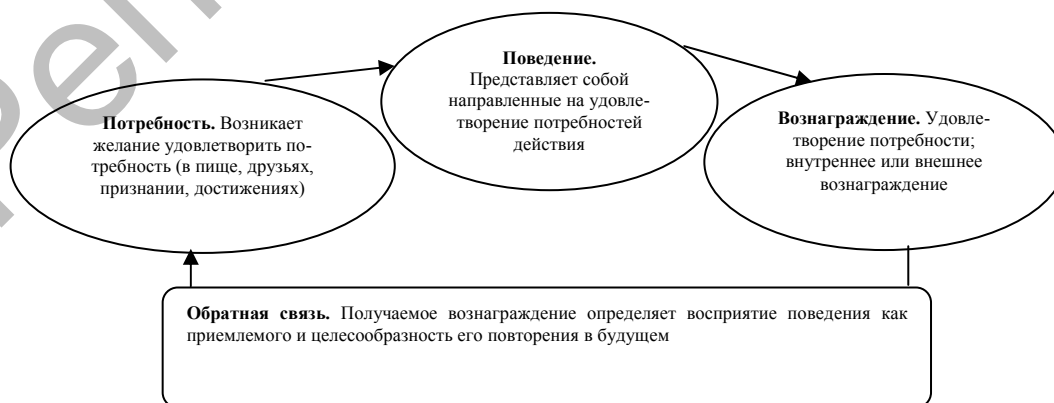 Поведение.
Представляет собой
направленные на удовле-
творение потребностей
действия
Потребность. Возникает
желание удовлетворить по-
требность (в пище, друзьях,
признании, достижениях)
Вознаграждение. Удовле-
творение потребности;
внутреннее или внешнее
вознаграждение
Обратная связь. Получаемое вознаграждение определяет восприятие поведения как
приемлемого и целесообразность его повторения в будущем